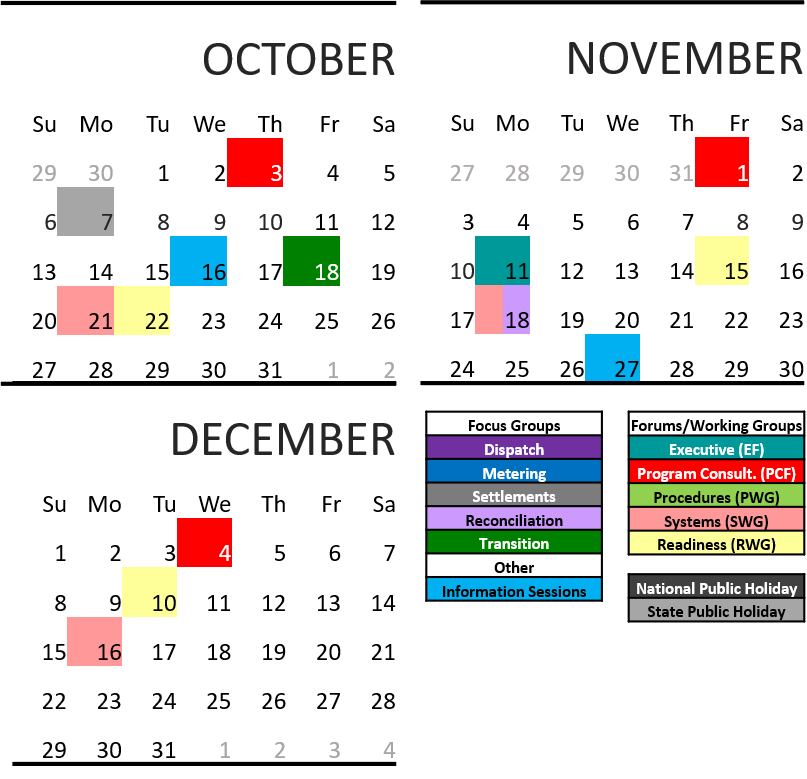 OCTOBER
Su Mo Tu We Th Fr Sa
29 30 1 2 3 4 5
6 7 8 9 10 11 12
13 14 15 16 17 18 19
20 21 22 23 24 25 26
27 28 29 30 31 1 2
NOVEMBER
Su Mo Tu We Th Fr Sa
27 28 29 30 31 1 2
3 4 5 6 7 8 9
10 11 12 13 14 15 16
17 18 19 20 21 22 23
24 25 26 27 28 29 30
DECEMBER
Su Mo Tu We Th Fr Sa
1 2 3 4 5 6 7
8 9 10 11 12 13 14
15 16 17 18 19 20 21
22 23 24 25 26 27 28
29 30 31 1 2 3 4
Focus Groups
Dispatch
Metering
Settlements
Reconciliation
Transition
Other
Information Sessions
Forums/Working Groups
Executive (EF)
Program Consult. (PCF)
Procedures (PWG)
Systems (SWG)
Readiness (RWG)
National Public Holiday
State Public Holiday